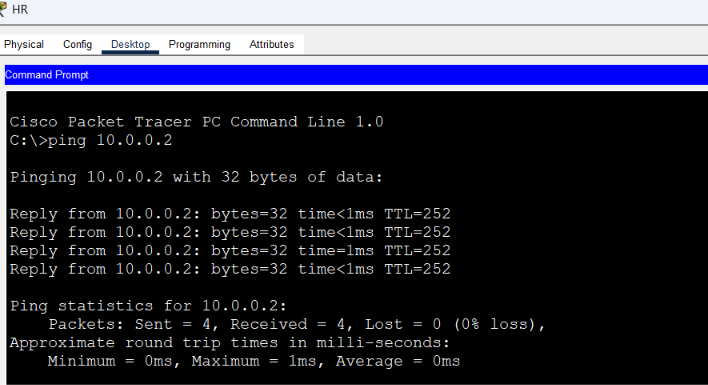 HR
Physical Config Desktop Programming Attributes
Command Prompt
Cisco Packet Tracer PC Command Line 1.0
C:\>ping 10.0.0.2
Pinging 10.0.0.2 with 32 bytes of data:
Reply from 10.0.0.2: bytes=32 time<1ms TTL=252
Reply from 10.0.0.2: bytes=32 time<1ms TTL=252
Reply from 10.0.0.2: bytes=32 time=1ms TTL=252
Reply from 10.0.0.2: bytes=32 time<1ms TTL=252
Ping statistics for 10.0.0.2:
Packets: Sent = 4, Received = 4, Lost = 0 (0% loss),
Approximate round trip times in milli-seconds:
Minimum = 0ms, Maximum = 1ms, Average = 0ms